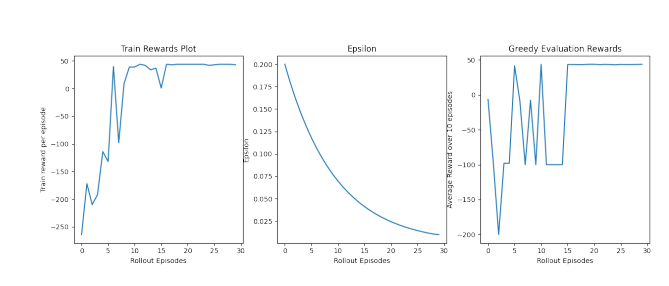 Train Rewards Plot
Train reward per episode
50
0
−50
−100
−150
−200
−250
0 5 10 15 20 25 30
Rollout Episodes
Epsilon
Epsilon
0.200
0.175
0.150
0.125
0.100
0.075
0.050
0.025
0 5 10 15 20 25 30
Rollout Episodes
Greedy Evaluation Rewards
Average Reward over 10 episodes
50
0
−50
−100
−150
−200
0 5 10 15 20 25 30
Rollout Episodes